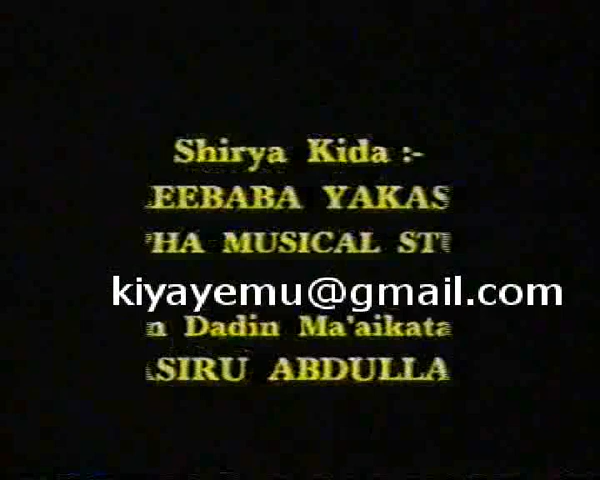 Shirya Kida :-
EEBABA YAKAS
HA MUSICAL ST
kiyayemu@gmail.com
n Dadin Ma'aikata
SIRU ABDULLA